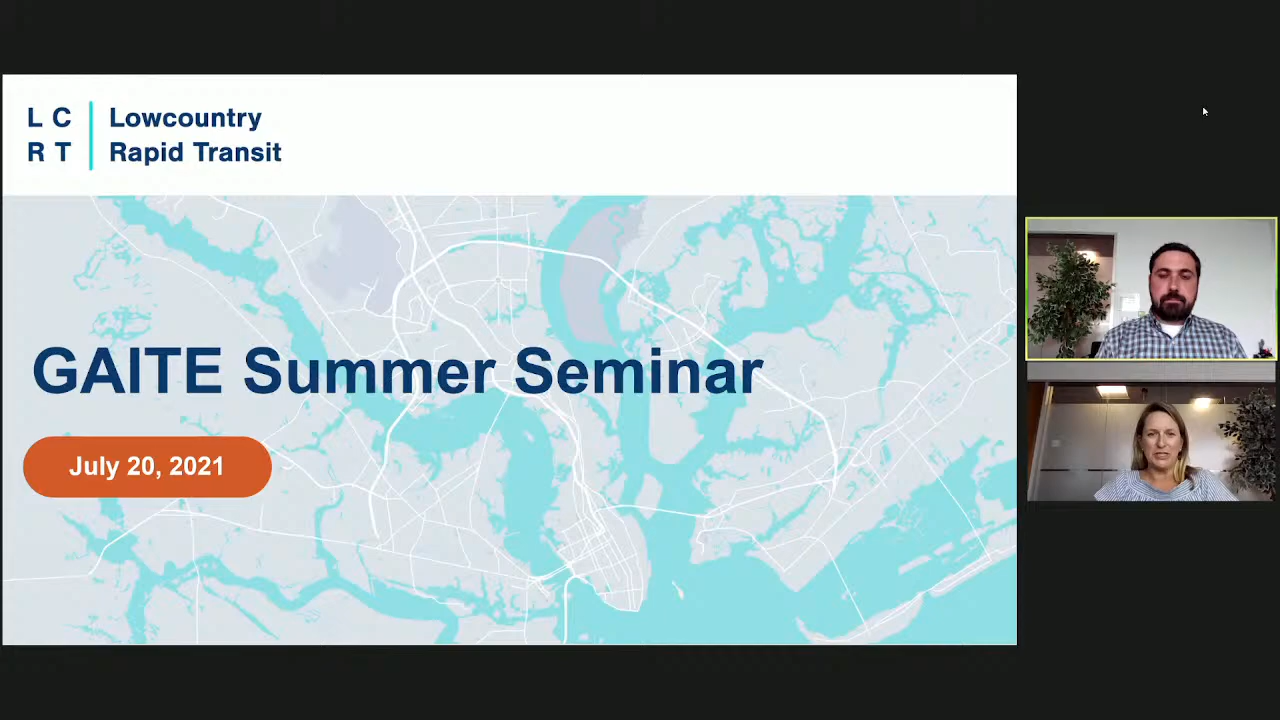 L C
R T
Lowcountry
Rapid Transit
GAITE Summer Seminar
July 20, 2021